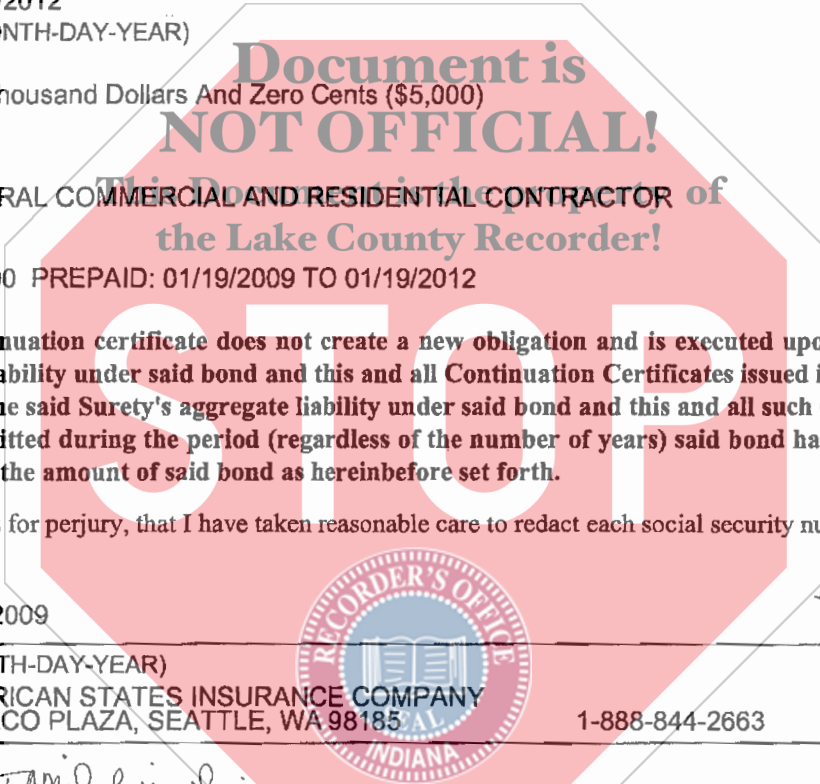 /2012
NTH-DAY-YEAR)
Document is
housand Dollars And Zero Cents ($5,000)
NOT OFFICIAL!
This Document is the property of
RAL COMMERCIAL AND RESIDENTIAL CONTRACTOR
the Lake County Recorder!
0 PREPAID: 01/19/2009 TO 01/19/2012
STOP
nuation certificate does not create a new obligation and is executed upo
ability under said bond and this and all Continuation Certificates issued i
e said Surety's aggregate liability under said bond and this and all such
itted during the period (regardless of the number of years) said bond ha
the amount of said bond as hereinbefore set forth.
for perjury, that I have taken reasonable care to redact each social security nu
RECORDER'S OFFICE
2009
TH-DAY-YEAR)
RICAN STATES INSURANCE COMPANY
CO PLAZA, SEATTLE, WA 98185 1-888-844-2663
SEAL
INDIANA